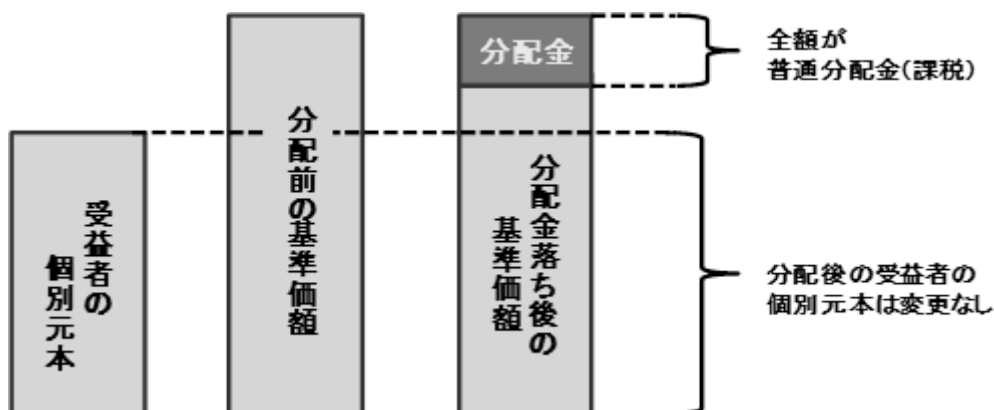 受益者の
個別元本
分配前の基準価額
分配金
分配金落ち後の
基準価額
全額が
普通分配金(課税)
分配後の受益者の
個別元本は変更なし